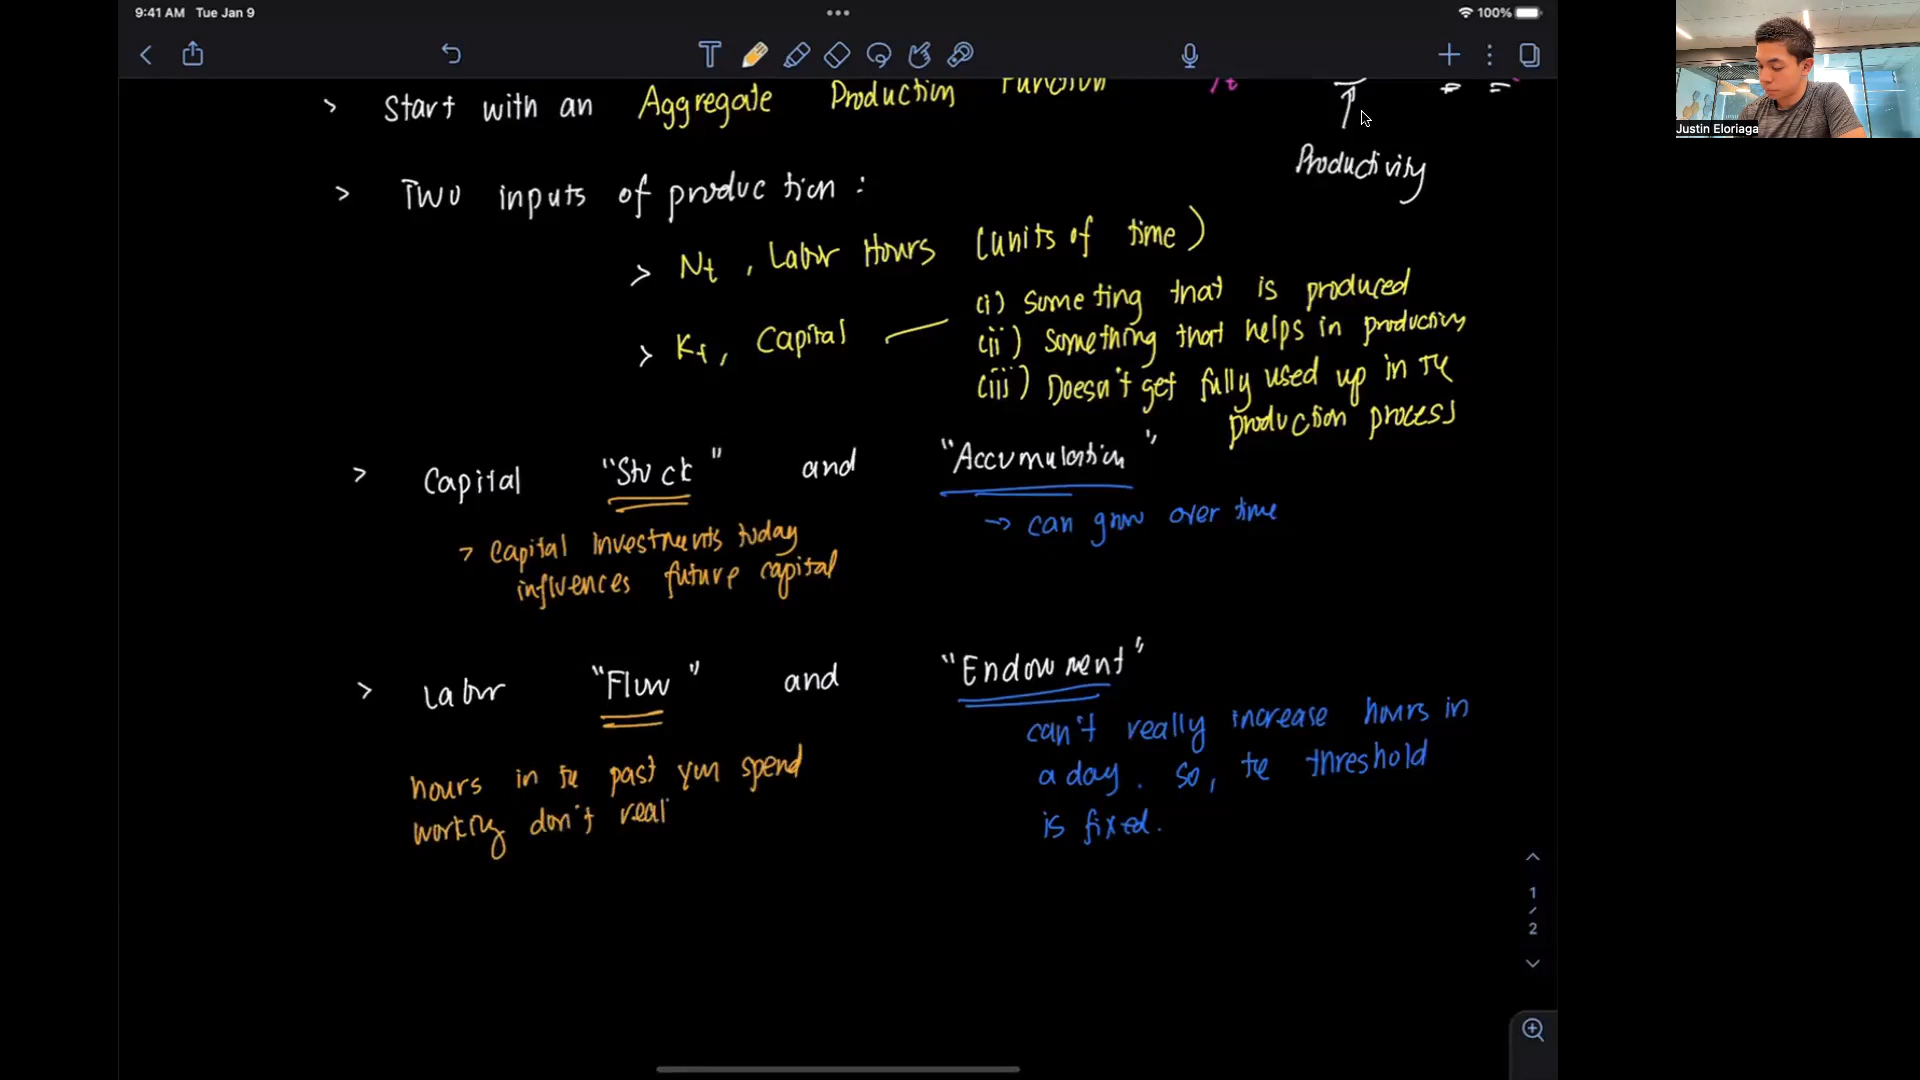 9:41 AM Tue Jan 9
100%
Justin Eloriaga
> Start with an Aggregate Production Function
Productivity
> Two inputs of production :
> Nt , Labor Hours (units of time)
> Kt , Capital
(i) Someting that is produced
(ii) Something that helps in production
(iii) Doesn't get fully used up in the
production process
> Capital "Stock" and "Accumulation"
> Capital investments today
influences future capital
→ can grow over time
> Labor "Flow" and "Endowment"
hours in the past you spend
working don't real
can't really increase hours in
a day. So, the threshold
is fixed.
1
/
2